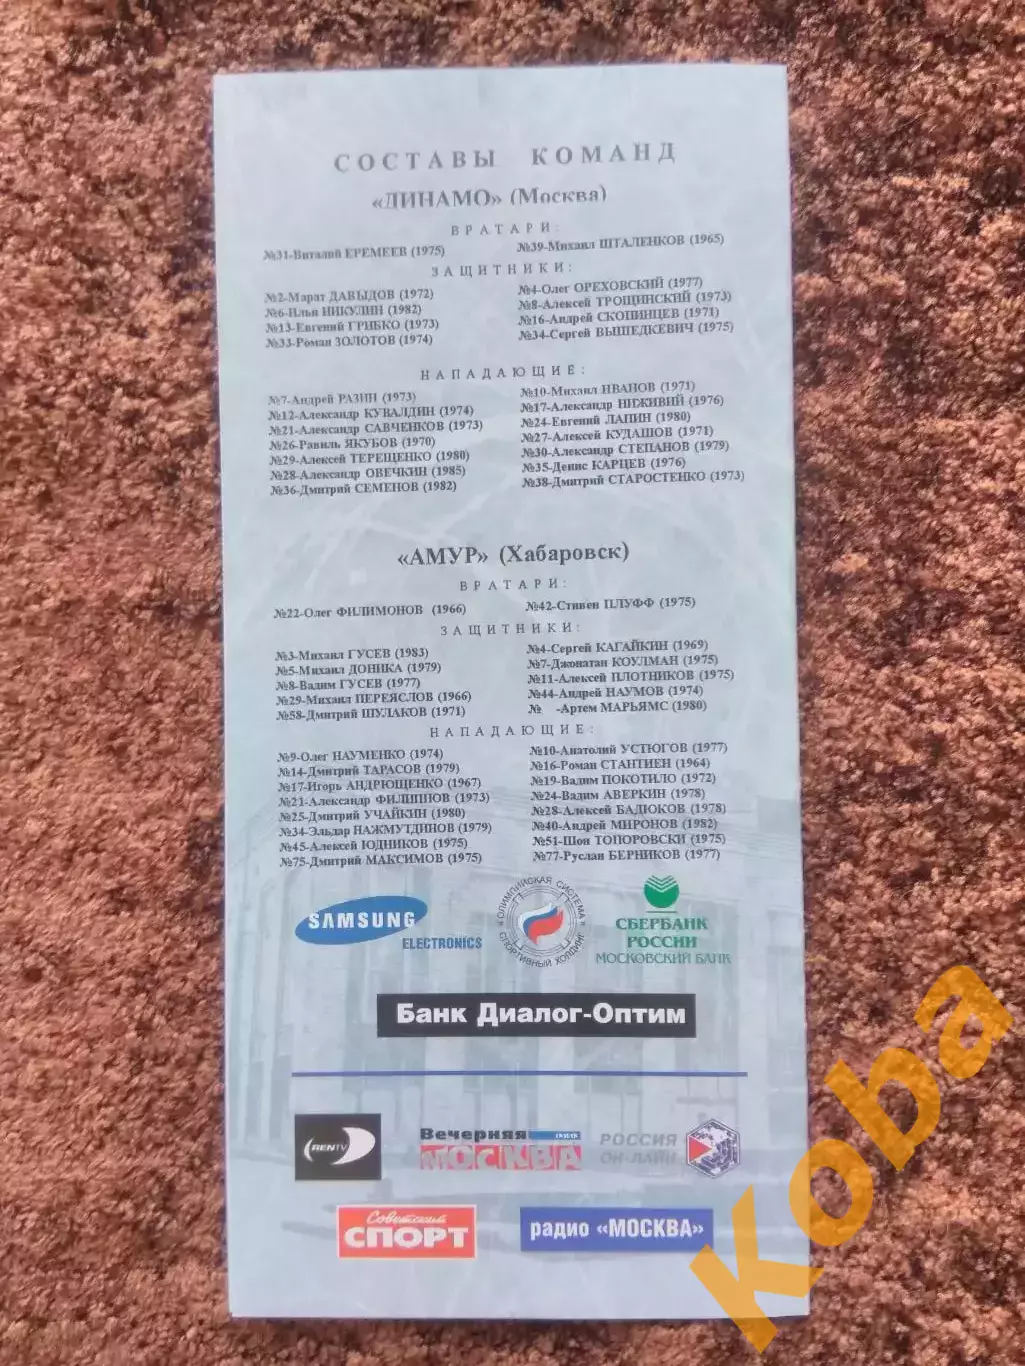 СОСТАВЫ КОМАНД
«ДИНАМО» (Москва)
ВРАТАРИ:
№31-Виталий ЕРЕМЕЕВ (1975) №39-Михаил ШТАЛЕНКОВ (1965)
ЗАЩИТНИКИ:
№2-Марат ДАВЫДОВ (1972) №4-Олег ОРЕХОВСКИЙ (1977)
№6-Илья НИКУЛИН (1982) №8-Алексей ТРОЩИНСКИЙ (1973)
№13-Евгений ГРИБКО (1973) №16-Андрей СКОПИНЦЕВ (1971)
№33-Роман ЗОЛОТОВ (1974) №34-Сергей ВЫШЕДКЕВИЧ (1975)
НАПАДАЮЩИЕ:
№7-Андрей РАЗИН (1973) №10-Михаил ИВАНОВ (1971)
№12-Александр КУВАЛДИН (1974) №17-Александр НИЖИВИЙ (1976)
№21-Александр САВЧЕНКОВ (1973) №24-Евгений ЛАПИН (1980)
№26-Равиль ЯКУБОВ (1970) №27-Алексей КУДАШОВ (1971)
№29-Алексей ТЕРЕЩЕНКО (1980) №30-Александр СТЕПАНОВ (1979)
№28-Александр ОВЕЧКИН (1985) №35-Денис КАРЦЕВ (1976)
№36-Дмитрий СЕМЕНОВ (1982) №38-Дмитрий СТАРОСТЕНКО (1973)
«АМУР» (Хабаровск)
ВРАТАРИ:
№22-Олег ФИЛИМОНОВ (1966) №42-Стивен ПЛУФФ (1975)
ЗАЩИТНИКИ:
№3-Михаил ГУСЕВ (1983) №4-Сергей КАГАЙКИН (1969)
№5-Михаил ДОНИКА (1979) №7-Джонатан КОУЛМАН (1975)
№8-Вадим ГУСЕВ (1977) №11-Алексей ПЛОТНИКОВ (1975)
№29-Михаил ПЕРЕЯСЛОВ (1966) №44-Андрей НАУМОВ (1974)
№58-Дмитрий ШУЛАКОВ (1971) № -Артем МАРЬЯМС (1980)
НАПАДАЮЩИЕ:
№9-Олег НАУМЕНКО (1974) №10-Анатолий УСТЮГОВ (1977)
№14-Дмитрий ТАРАСОВ (1979) №16-Роман СТАНТИЕН (1964)
№17-Игорь АНДРЮЩЕНКО (1967) №19-Вадим ПОКОТИЛО (1972)
№21-Александр ФИЛИППОВ (1973) №24-Вадим АВЕРКИН (1978)
№25-Дмитрий УЧАЙКИН (1980) №28-Алексей БАДЮКОВ (1978)
№34-Эльдар НАЖМУТДИНОВ (1979) №40-Андрей МИРОНОВ (1982)
№45-Алексей ЮДНИКОВ (1975) №51-Шон ТОПОРОВСКИ (1975)
№75-Дмитрий МАКСИМОВ (1975) №77-Руслан БЕРНИКОВ (1977)
SAMSUNG
ELECTRONICS
«ОЛИМПИЙСКАЯ СИСТЕМА»
СПОРТИВНЫЙ ХОЛДИНГ
СБЕРБАНК
РОССИИ
МОСКОВСКИЙ БАНК
Банк Диалог-Оптим
RENTV
Вечерняя
МОСКВА
РОССИЯ
ОН-ЛАЙН
Советский
СПОРТ
радио «МОСКВА»
Koba